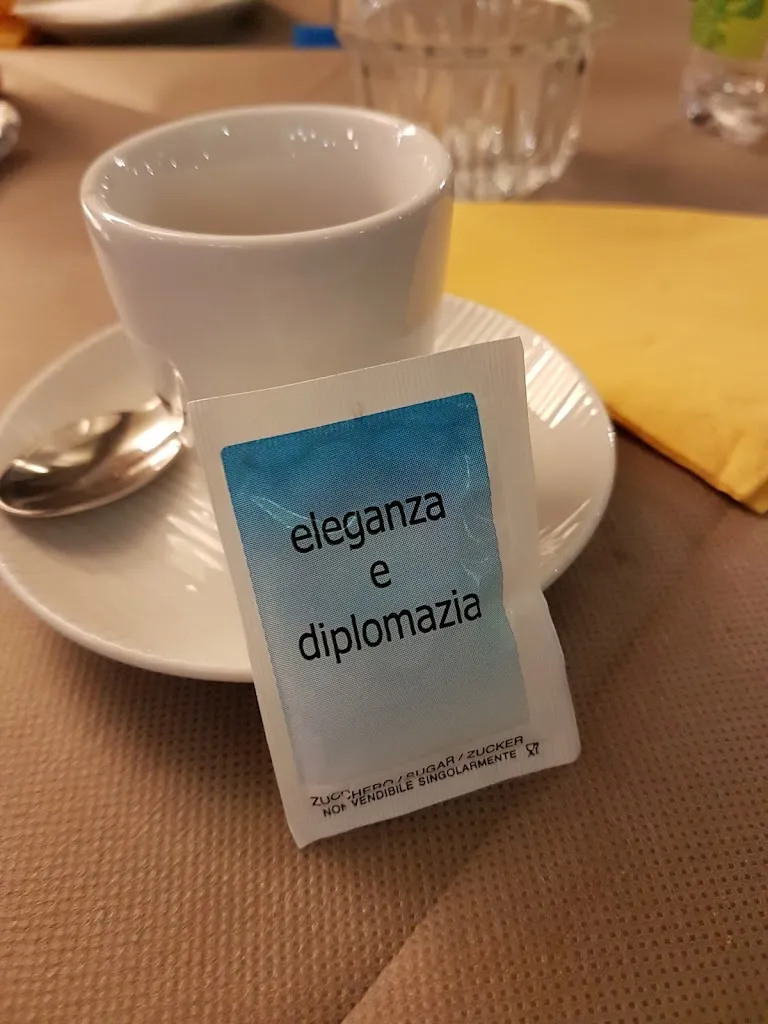 eleganza
e
diplomazia
ZUCCHERO / SUGAR / ZUCKER
NON VENDIBILE SINGOLARMENTE